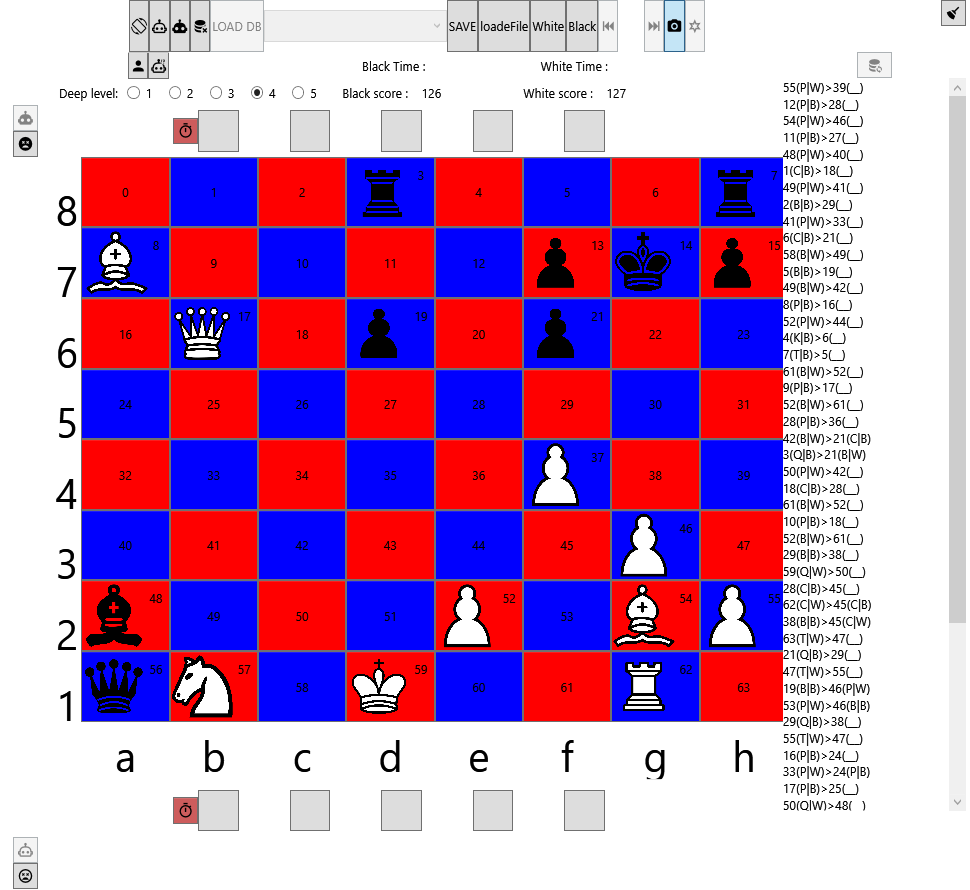 LOAD DB SAVE loadeFile White Black
Black Time : White Time :
Deep level: 1 2 3 4 5 Black score : 126 White score : 127
8 0 1 2 3 4 5 6 7
7 8 9 10 11 12 13 14 15
6 16 17 18 19 20 21 22 23
5 24 25 26 27 28 29 30 31
4 32 33 34 35 36 37 38 39
3 40 41 42 43 44 45 46 47
2 48 49 50 51 52 53 54 55
1 56 57 58 59 60 61 62 63
a b c d e f g h
55(P|W)>39(__)
12(P|B)>28(__)
54(P|W)>46(__)
11(P|B)>27(__)
48(P|W)>40(__)
1(C|B)>18(__)
49(P|W)>41(__)
2(B|B)>29(__)
41(P|W)>33(__)
6(C|B)>21(__)
58(B|W)>49(__)
5(B|B)>19(__)
49(B|W)>42(__)
8(P|B)>16(__)
52(P|W)>44(__)
4(K|B)>6(__)
7(T|B)>5(__)
61(B|W)>52(__)
9(P|B)>17(__)
52(B|W)>61(__)
28(P|B)>36(__)
42(B|W)>21(C|B)
3(Q|B)>21(B|W)
50(P|W)>42(__)
18(C|B)>28(__)
61(B|W)>52(__)
10(P|B)>18(__)
52(B|W)>61(__)
29(B|B)>38(__)
59(Q|W)>50(__)
28(C|B)>45(__)
62(C|W)>45(C|B)
38(B|B)>45(C|W)
63(T|W)>47(__)
21(Q|B)>29(__)
47(T|W)>55(__)
19(B|B)>46(P|W)
53(P|W)>46(B|B)
29(Q|B)>38(__)
55(T|W)>47(__)
16(P|B)>24(__)
33(P|W)>24(P|B)
17(P|B)>25(__)
50(Q|W)>48(__)